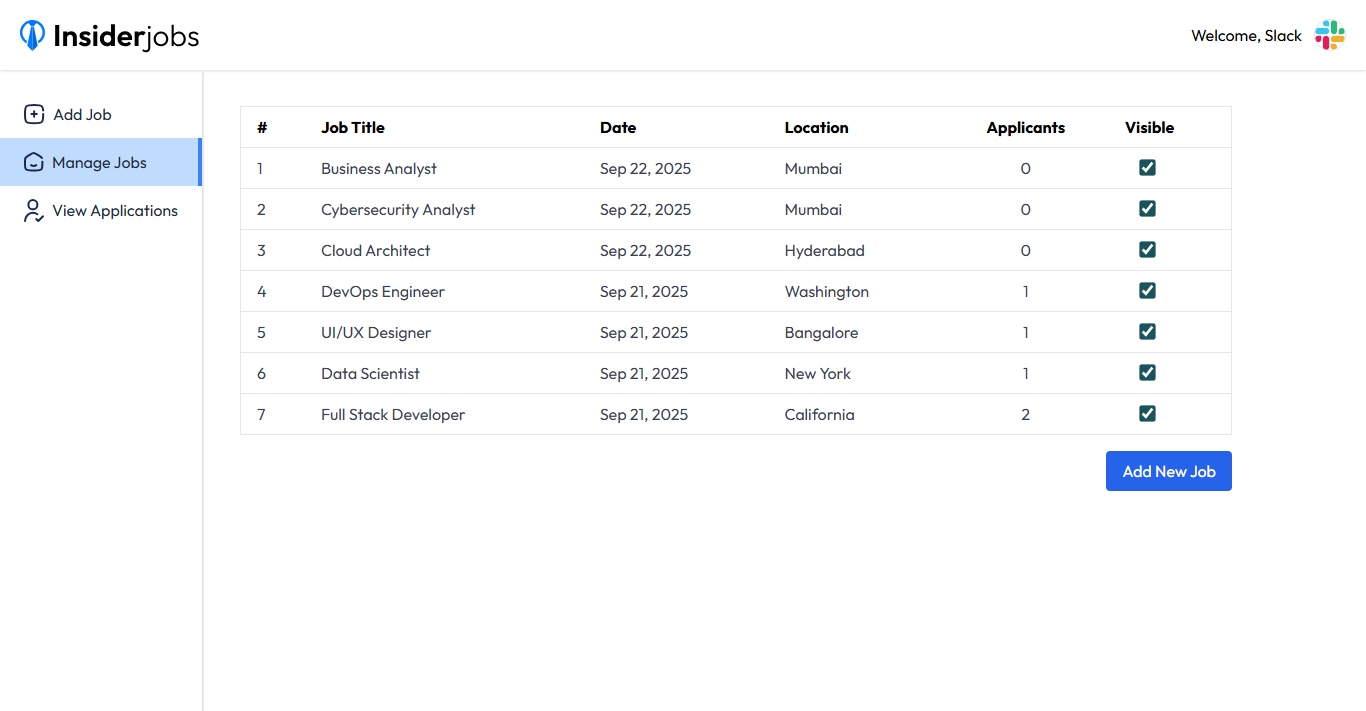 Insiderjobs
Welcome, Slack
Add Job
Manage Jobs
View Applications
# Job Title Date Location Applicants Visible
1 Business Analyst Sep 22, 2025 Mumbai 0
2 Cybersecurity Analyst Sep 22, 2025 Mumbai 0
3 Cloud Architect Sep 22, 2025 Hyderabad 0
4 DevOps Engineer Sep 21, 2025 Washington 1
5 UI/UX Designer Sep 21, 2025 Bangalore 1
6 Data Scientist Sep 21, 2025 New York 1
7 Full Stack Developer Sep 21, 2025 California 2
Add New Job